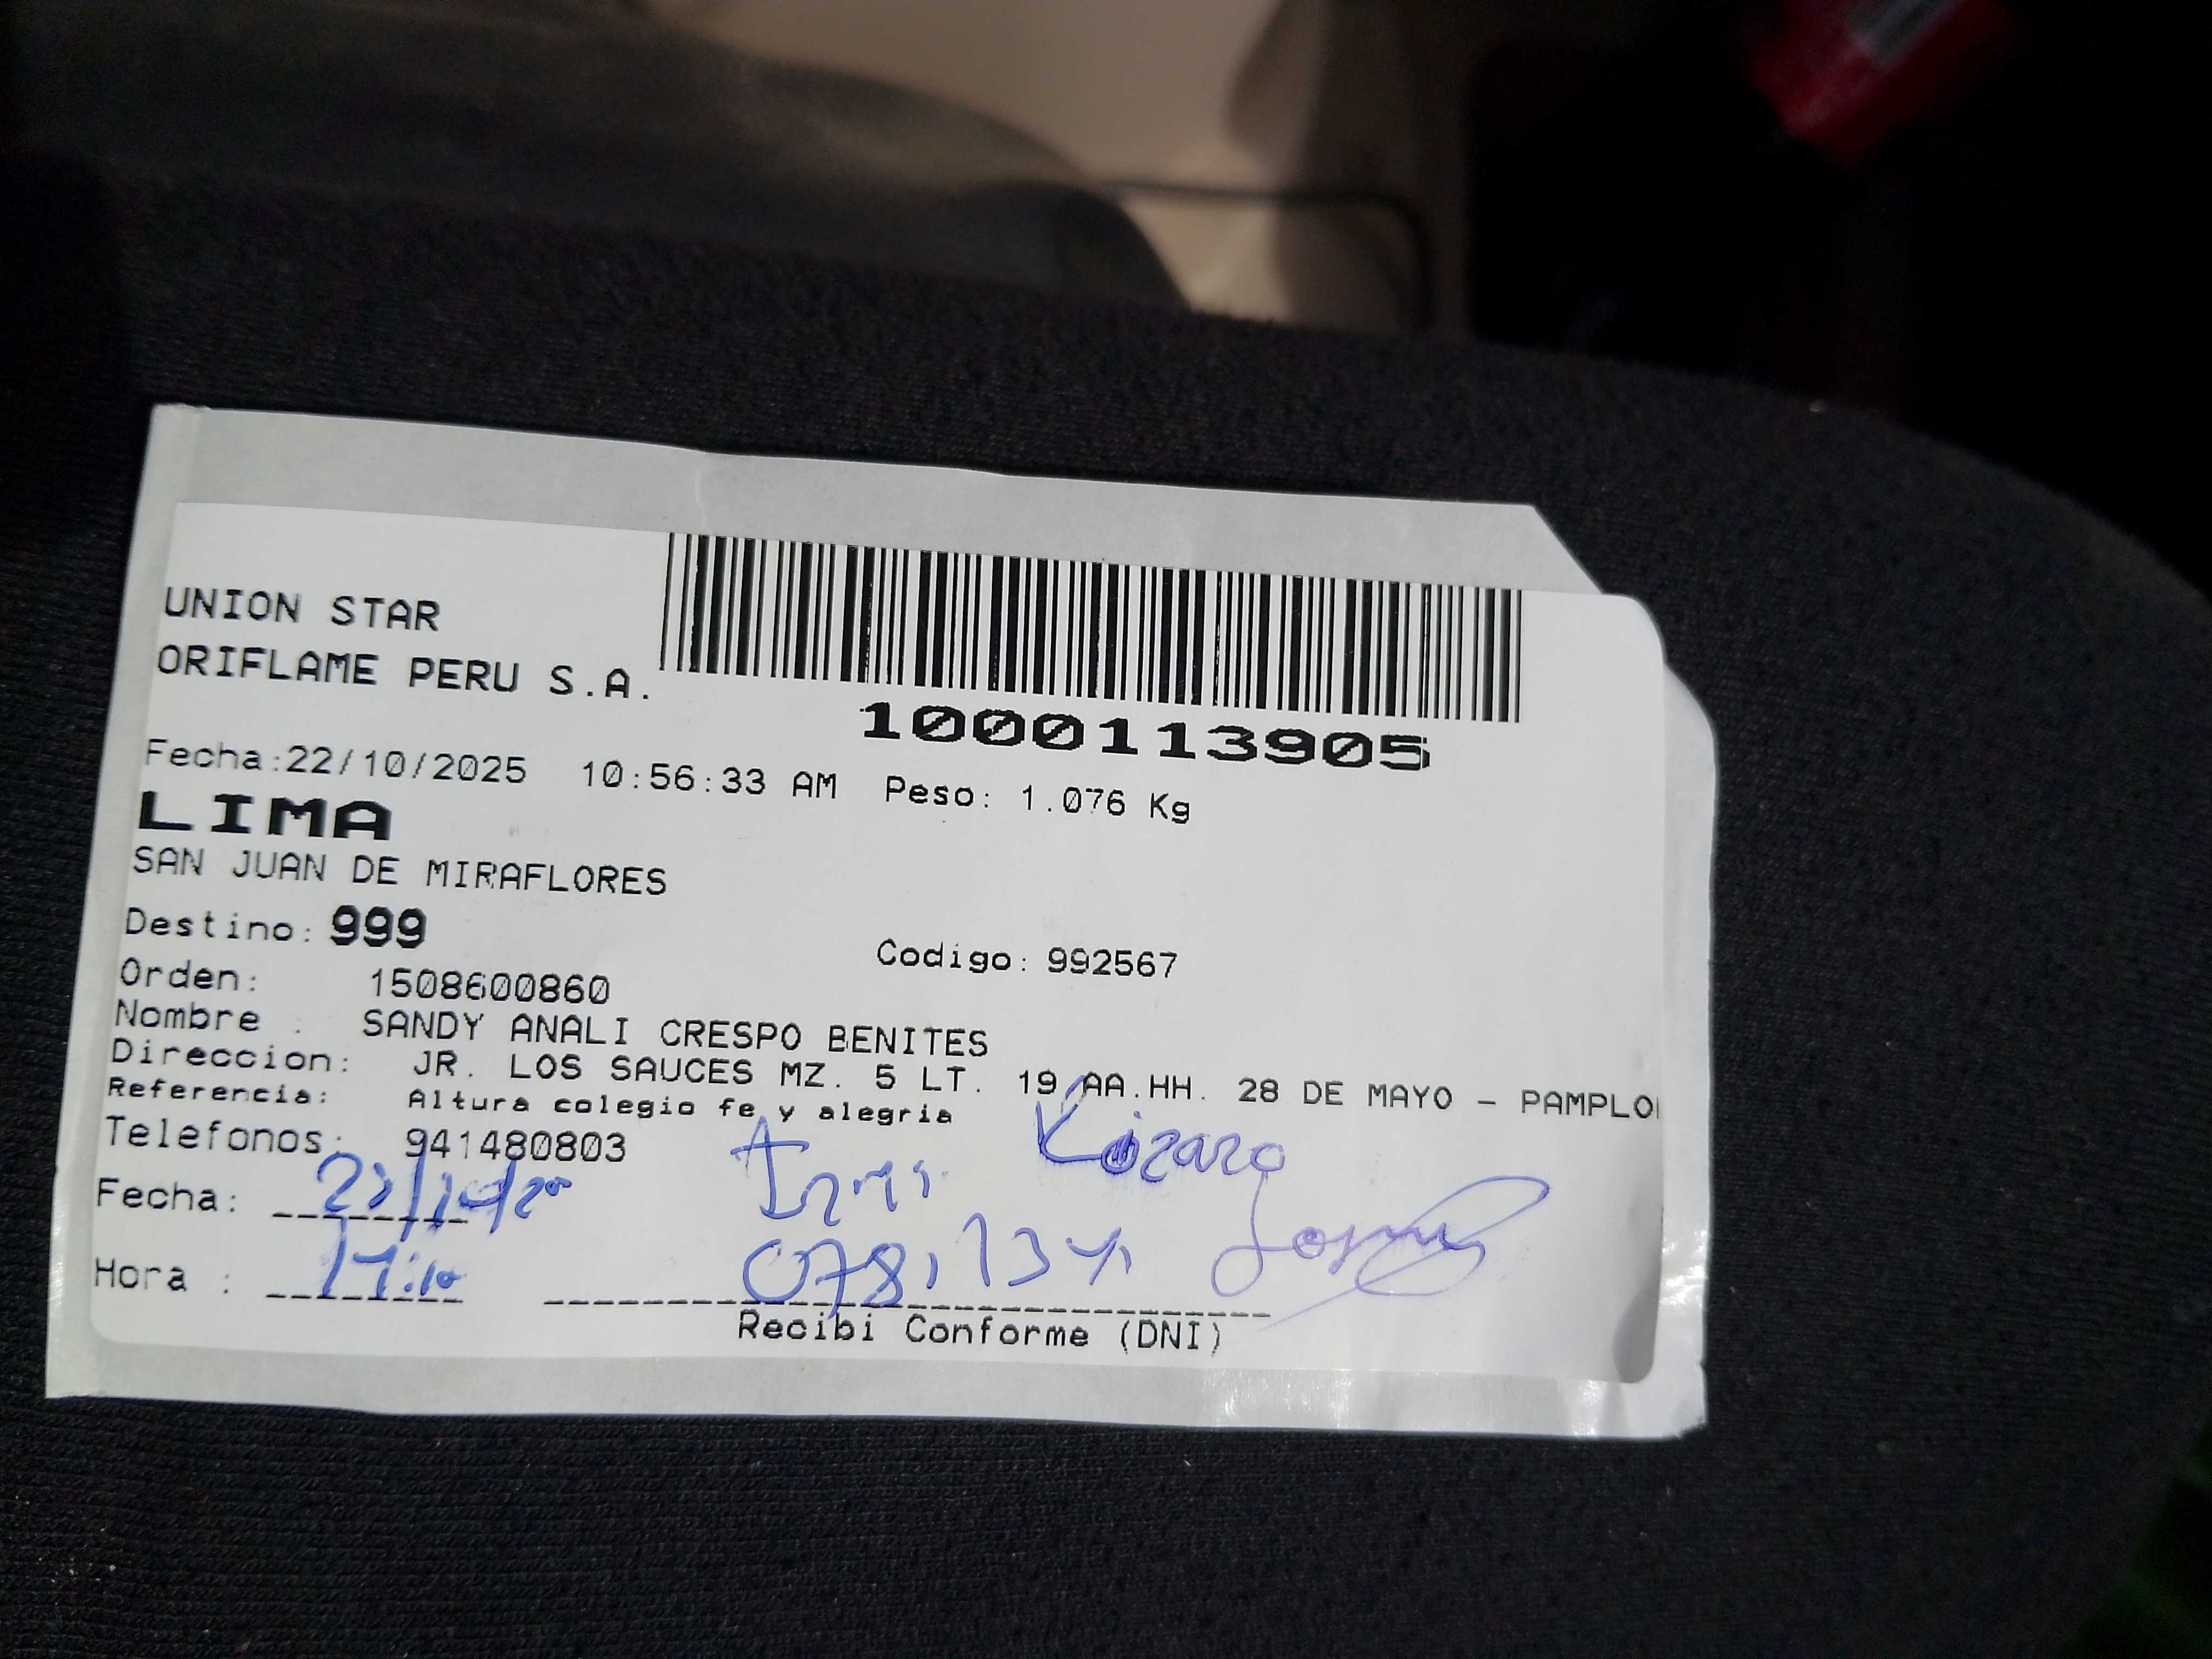 UNION STAR
ORIFLAME PERU S.A.
1000113905
Fecha:22/10/2025 10:56:33 AM Peso: 1.076 Kg
LIMA
SAN JUAN DE MIRAFLORES
Destino: 999
Codigo: 992567
Orden: 1508600860
Nombre : SANDY ANALI CRESPO BENITES
Direccion: JR. LOS SAUCES MZ. 5 LT. 19 AA.HH. 28 DE MAYO - PAMPLO
Referencia: Altura colegio fe y alegria
Telefonos: 941480803
Fecha:
Hora :
Recibi Conforme (DNI)